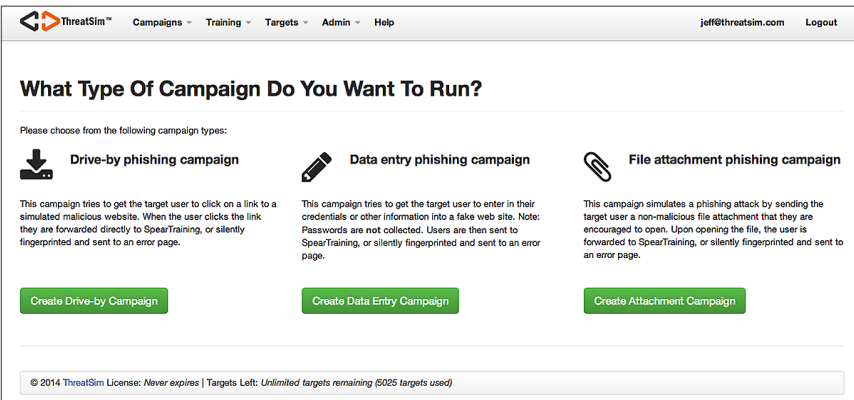 ThreatSim™ Campaigns Training Targets Admin Help jeff@threatsim.com Logout
What Type Of Campaign Do You Want To Run?
Please choose from the following campaign types:
Drive-by phishing campaign
This campaign tries to get the target user to click on a link to a
simulated malicious website. When the user clicks the link
they are forwarded directly to SpearTraining, or silently
fingerprinted and sent to an error page.
Create Drive-by Campaign
Data entry phishing campaign
This campaign tries to get the target user to enter in their
credentials or other information into a fake web site. Note:
Passwords are not collected. Users are then sent to
SpearTraining, or silently fingerprinted and sent to an error
page.
Create Data Entry Campaign
File attachment phishing campaign
This campaign simulates a phishing attack by sending the
target user a non-malicious file attachment that they are
encouraged to open. Upon opening the file, the user is
forwarded to SpearTraining, or silently fingerprinted and sent to
an error page.
Create Attachment Campaign
© 2014 ThreatSim License: Never expires | Targets Left: Unlimited targets remaining (5025 targets used)